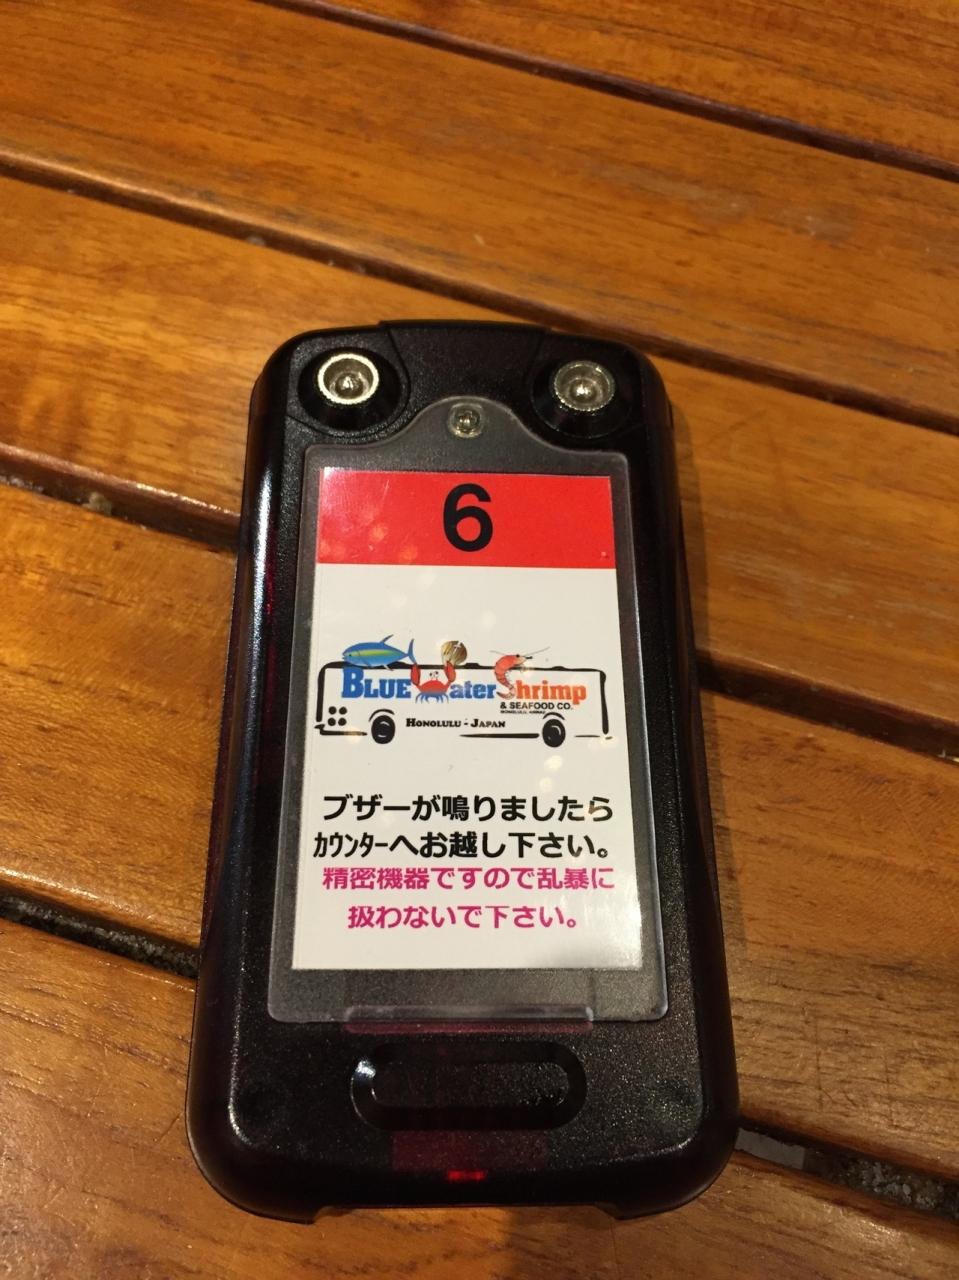 6
BLUE Water Shrimp
& SEAFOOD CO.
HONOLULU, HAWAII
HONOLULU - JAPAN
ブザーが鳴りましたら
カウンターへお越し下さい。
精密機器ですので乱暴に
扱わないで下さい。